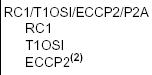 RC1/T1OSI/ECCP2/P2A
RC1
T1OSI
ECCP2(2)